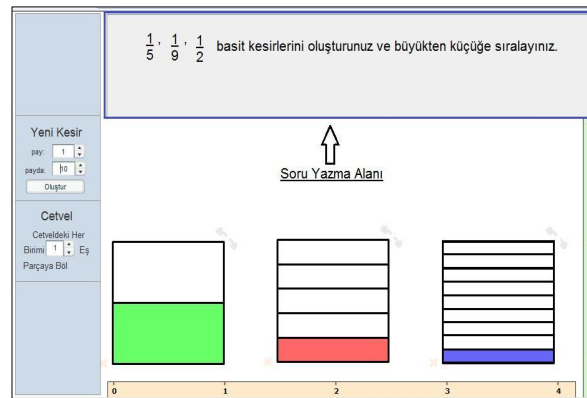 1/5, 1/9, 1/2 basit kesirlerini oluşturunuz ve büyükten küçüğe sıralayınız.
Soru Yazma Alanı
Yeni Kesir
pay: 1
payda: 10
Oluştur
Cetvel
Cetveldeki Her
Birimi 1 Eş
Parçaya Böl
0 1 2 3 4